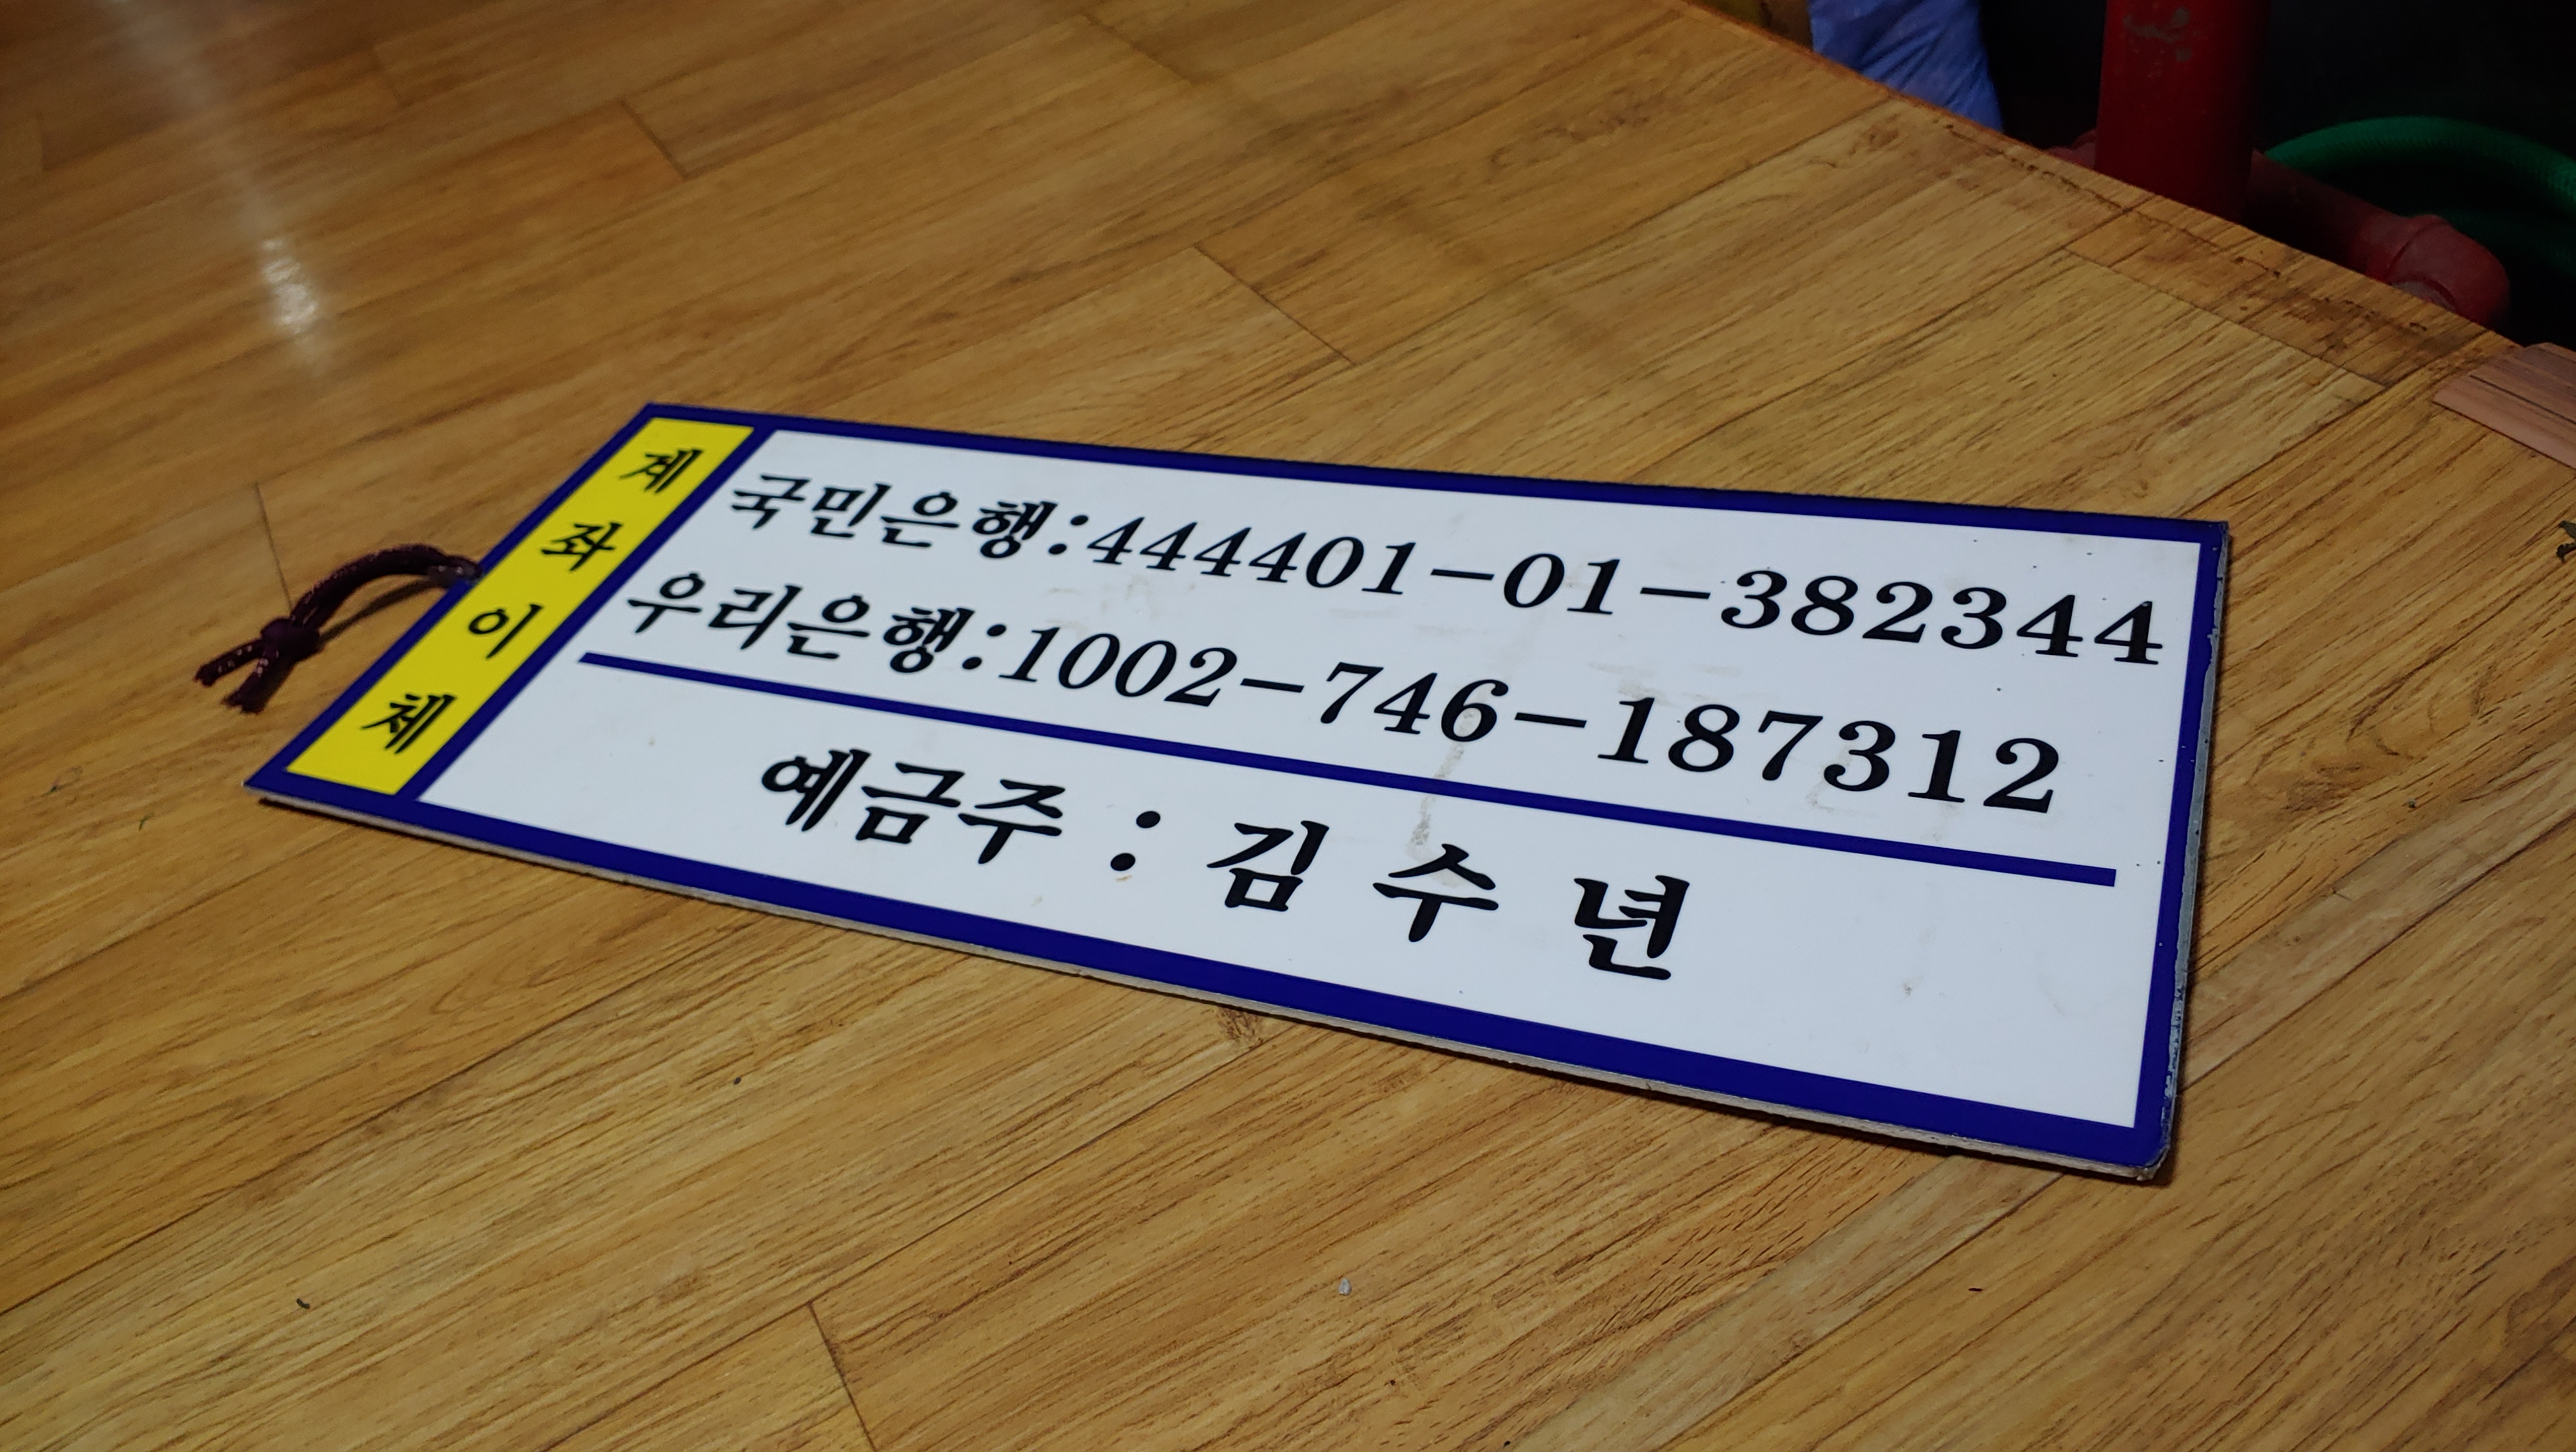 계좌이체
국민은행:444401-01-382344
우리은행:1002-746-187312
예금주 : 김 수 년